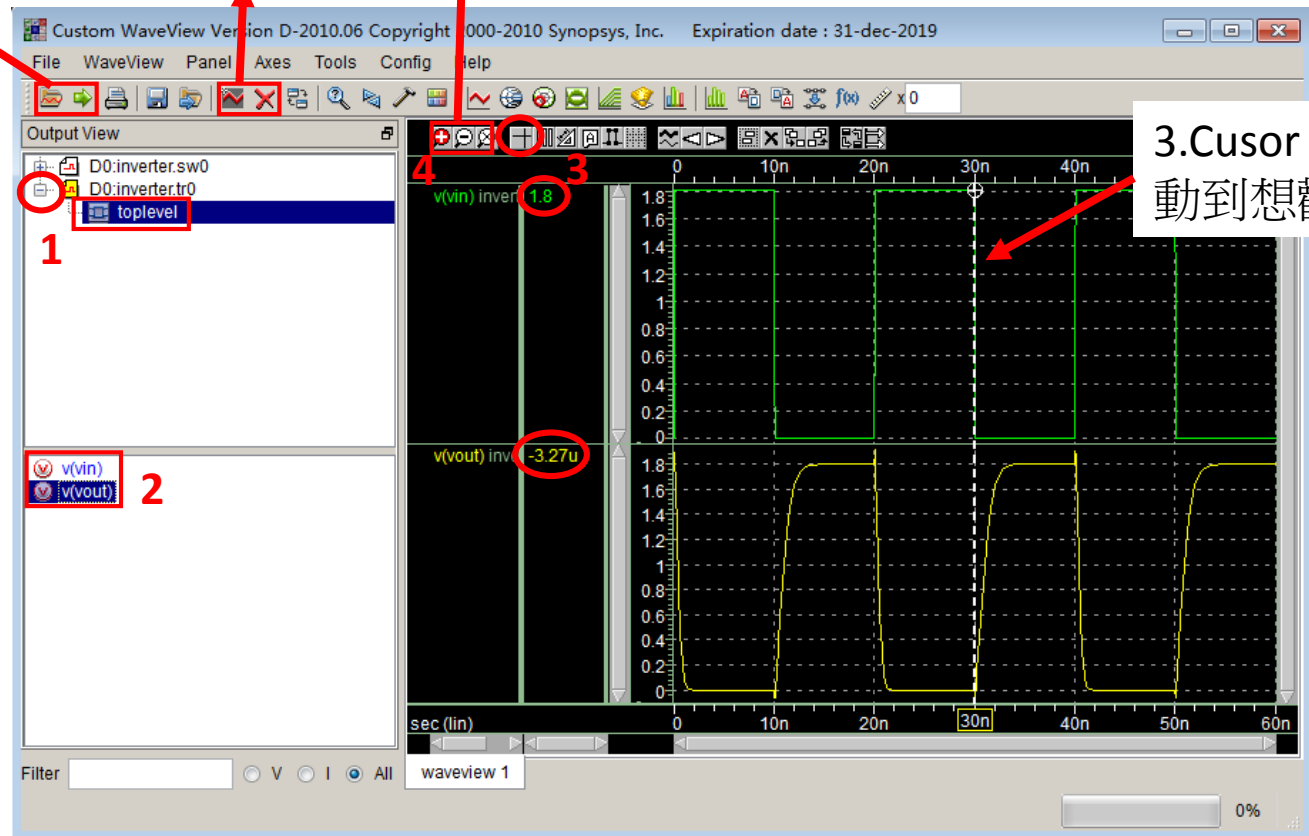 Custom WaveView Version D-2010.06 Copyright 2000-2010 Synopsys, Inc. Expiration date : 31-dec-2019
File WaveView Panel Axes Tools Config Help
f(x) x 0
Output View
D0:inverter.sw0
D0:inverter.tr0
toplevel
1
v(vin)
v(vout)
2
Filter V I All
4
3
3.Cusor
動到想
0 10n 20n 30n 40n
v(vin) invert 1.8
1.8
1.6
1.4
1.2
1
0.8
0.6
0.4
0.2
0
v(vout) inve -3.27u
1.8
1.6
1.4
1.2
1
0.8
0.6
0.4
0.2
0
sec (lin) 0 10n 20n 30n 40n 50n 60n
waveview 1
0%